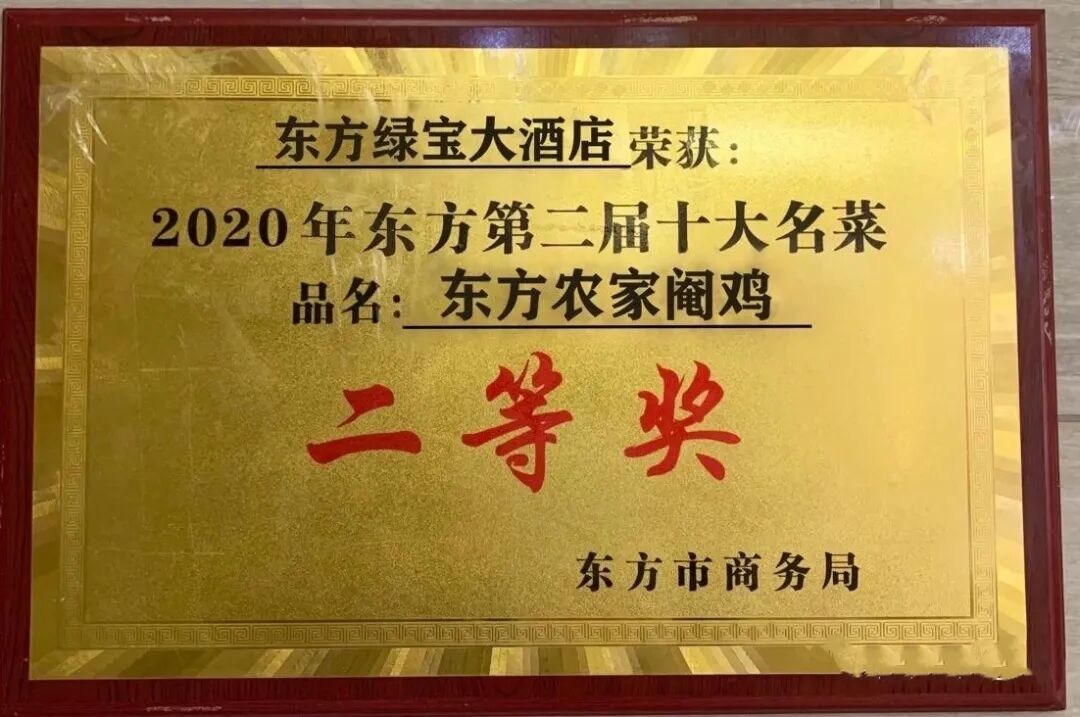 东方绿宝大酒店荣获:
2020年东方第二届十大名菜
品名:东方农家阉鸡
二等奖
东方市商务局